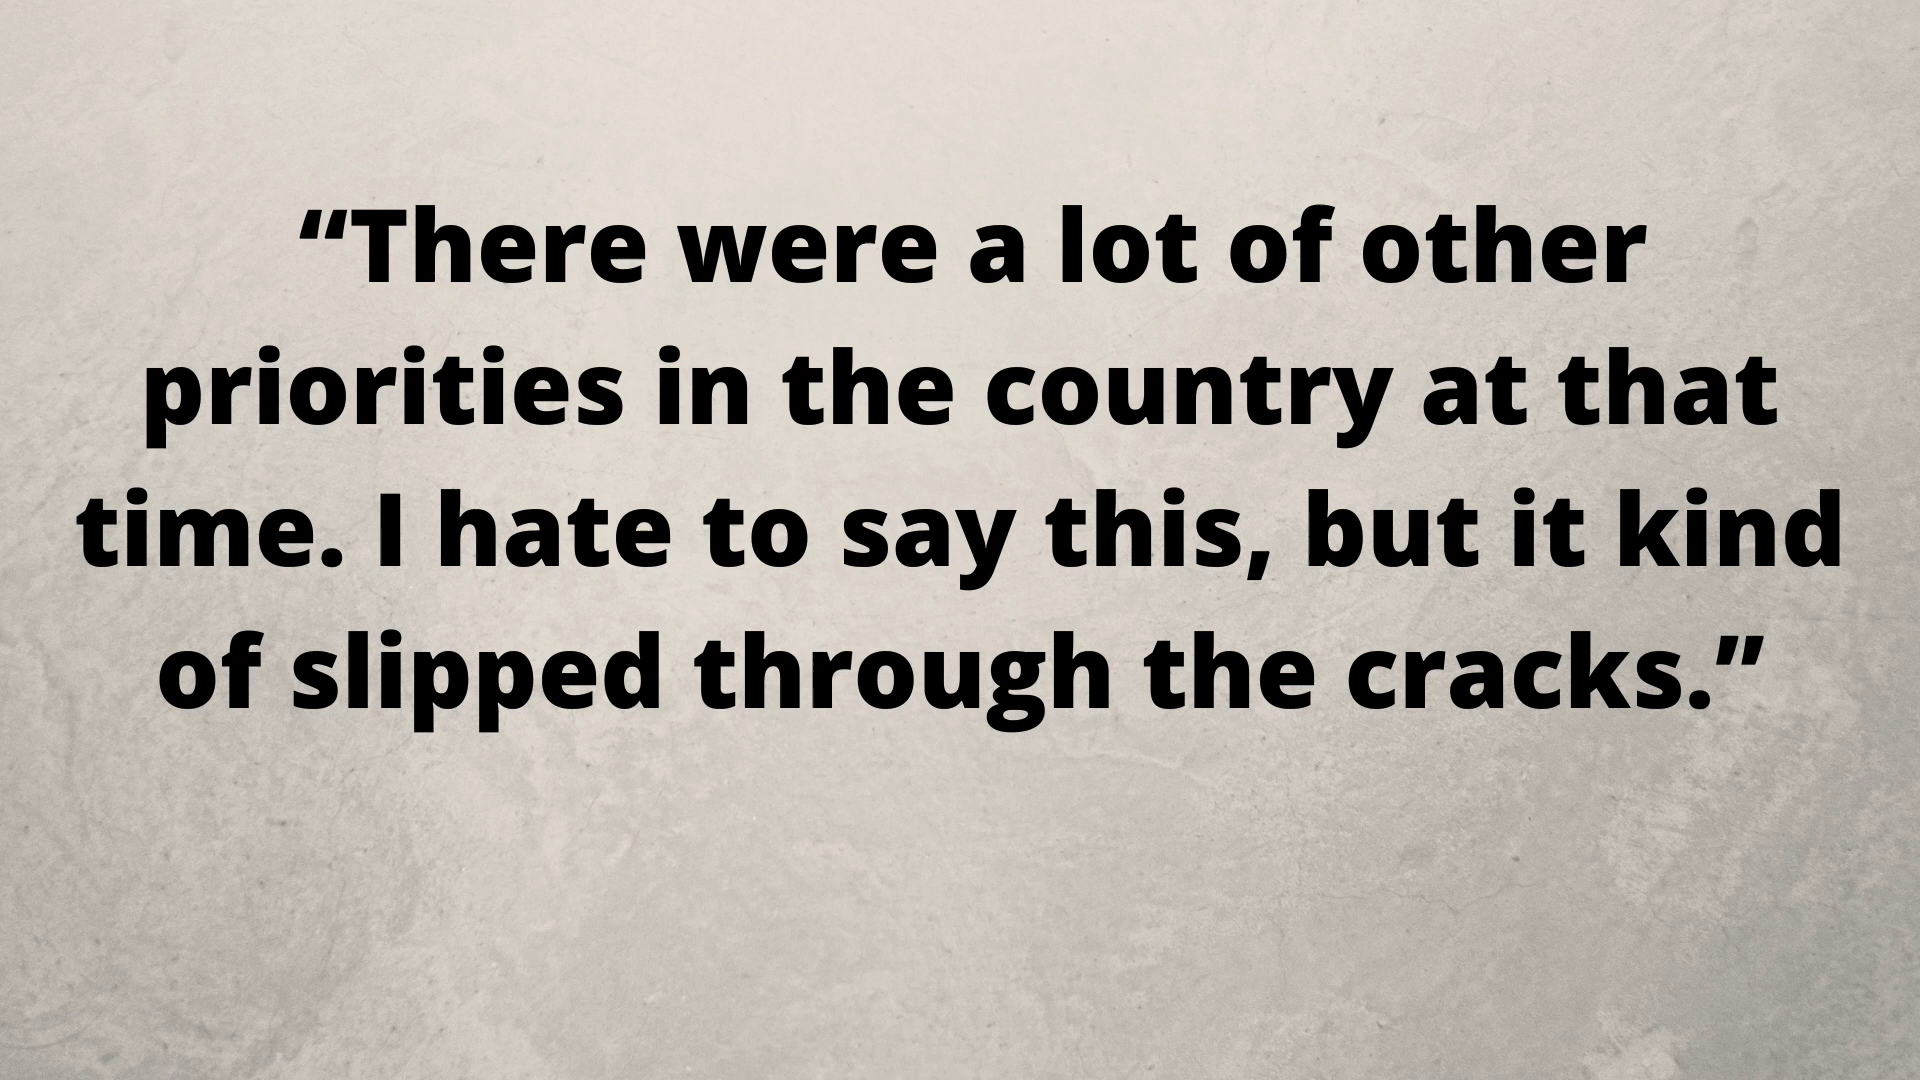 “There were a lot of other
priorities in the country at that
time. I hate to say this, but it kind
of slipped through the cracks.”